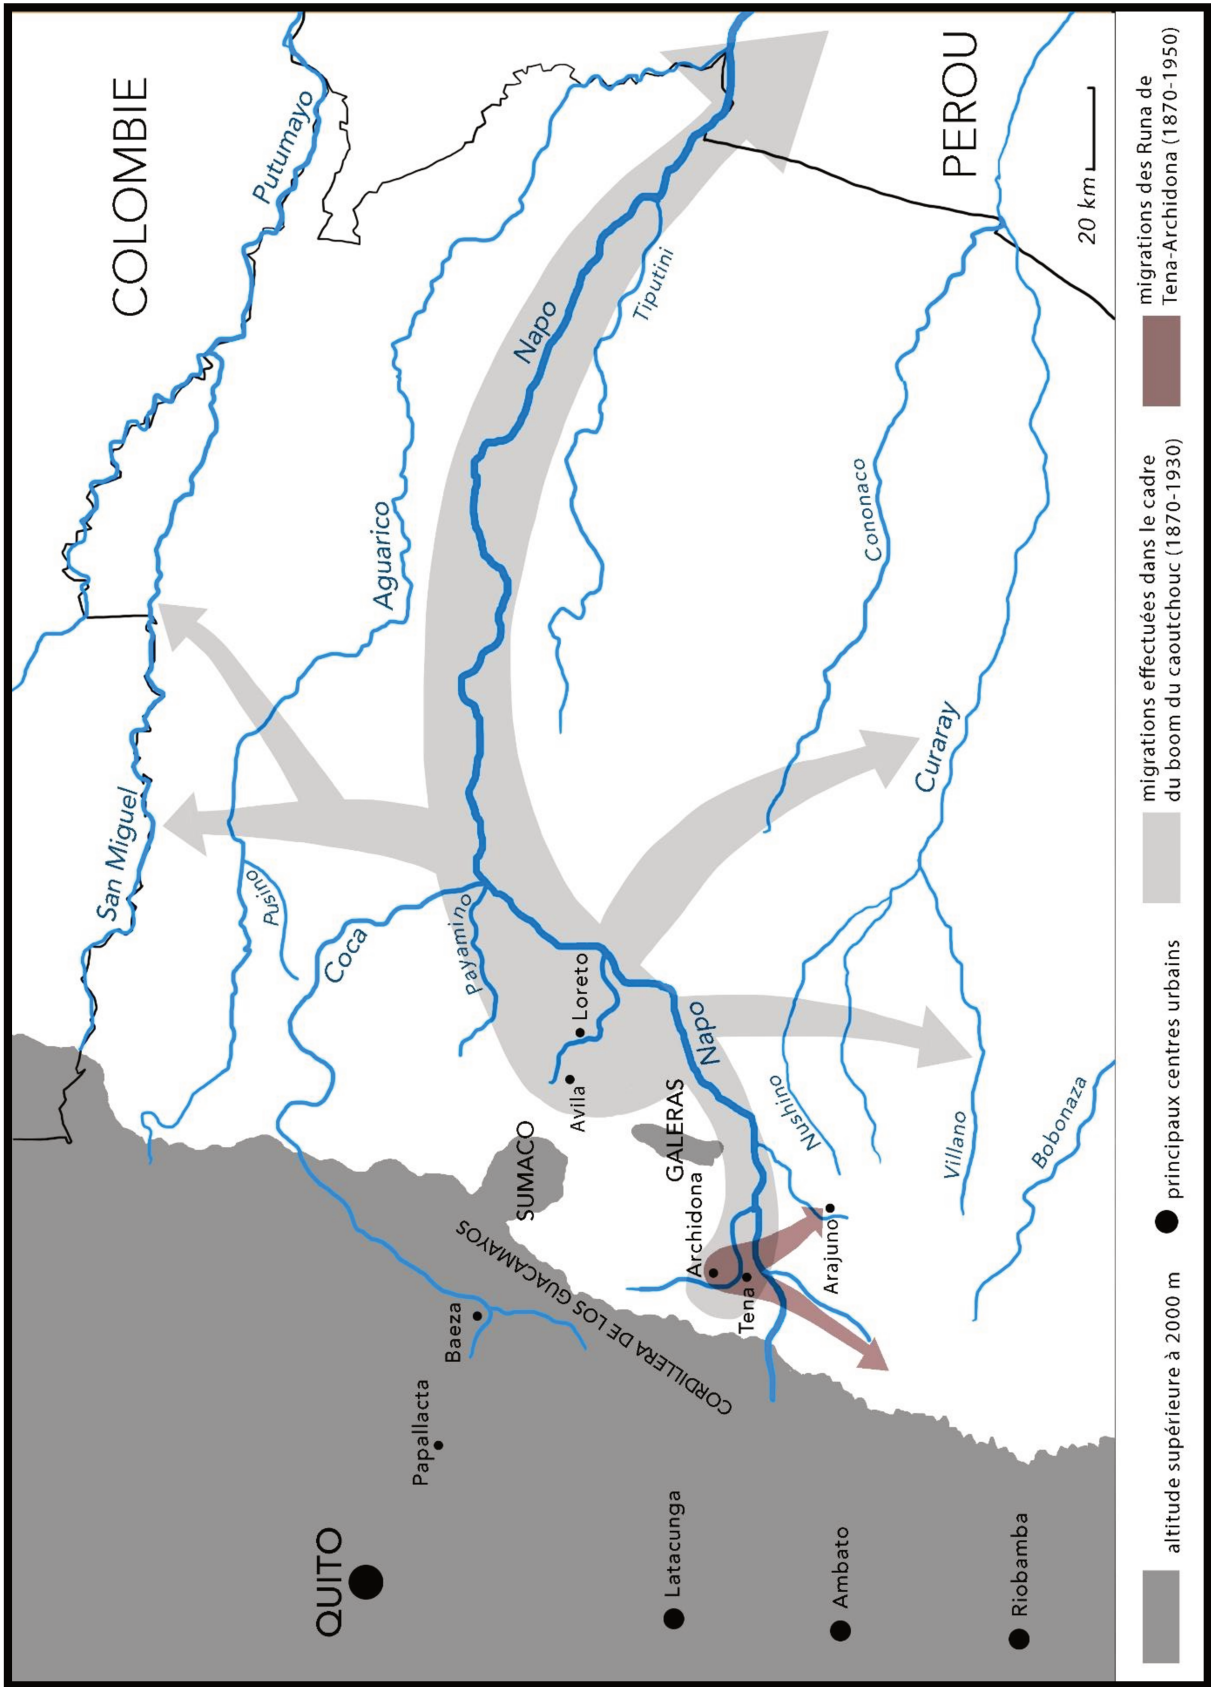 COLOMBIE
Putumayo
San Miguel
Aguarico
Pusino
Coca
Payamino
Napo
Tiputini
PEROU
20 km
Cononaco
Curaray
Loreto
Avila
Napo
SUMACO
GALERAS
Nushino
Villano
Bobonaza
Archidona
Tena
Arajuno
CORDILLERA DE LOS GUACAMAYOS
Baeza
Papallacta
QUITO
Latacunga
Ambato
Riobamba
altitude supérieure à 2000 m
principaux centres urbains
migrations effectuées dans le cadre
du boom du caoutchouc (1870-1930)
migrations des Runa de
Tena-Archidona (1870-1950)